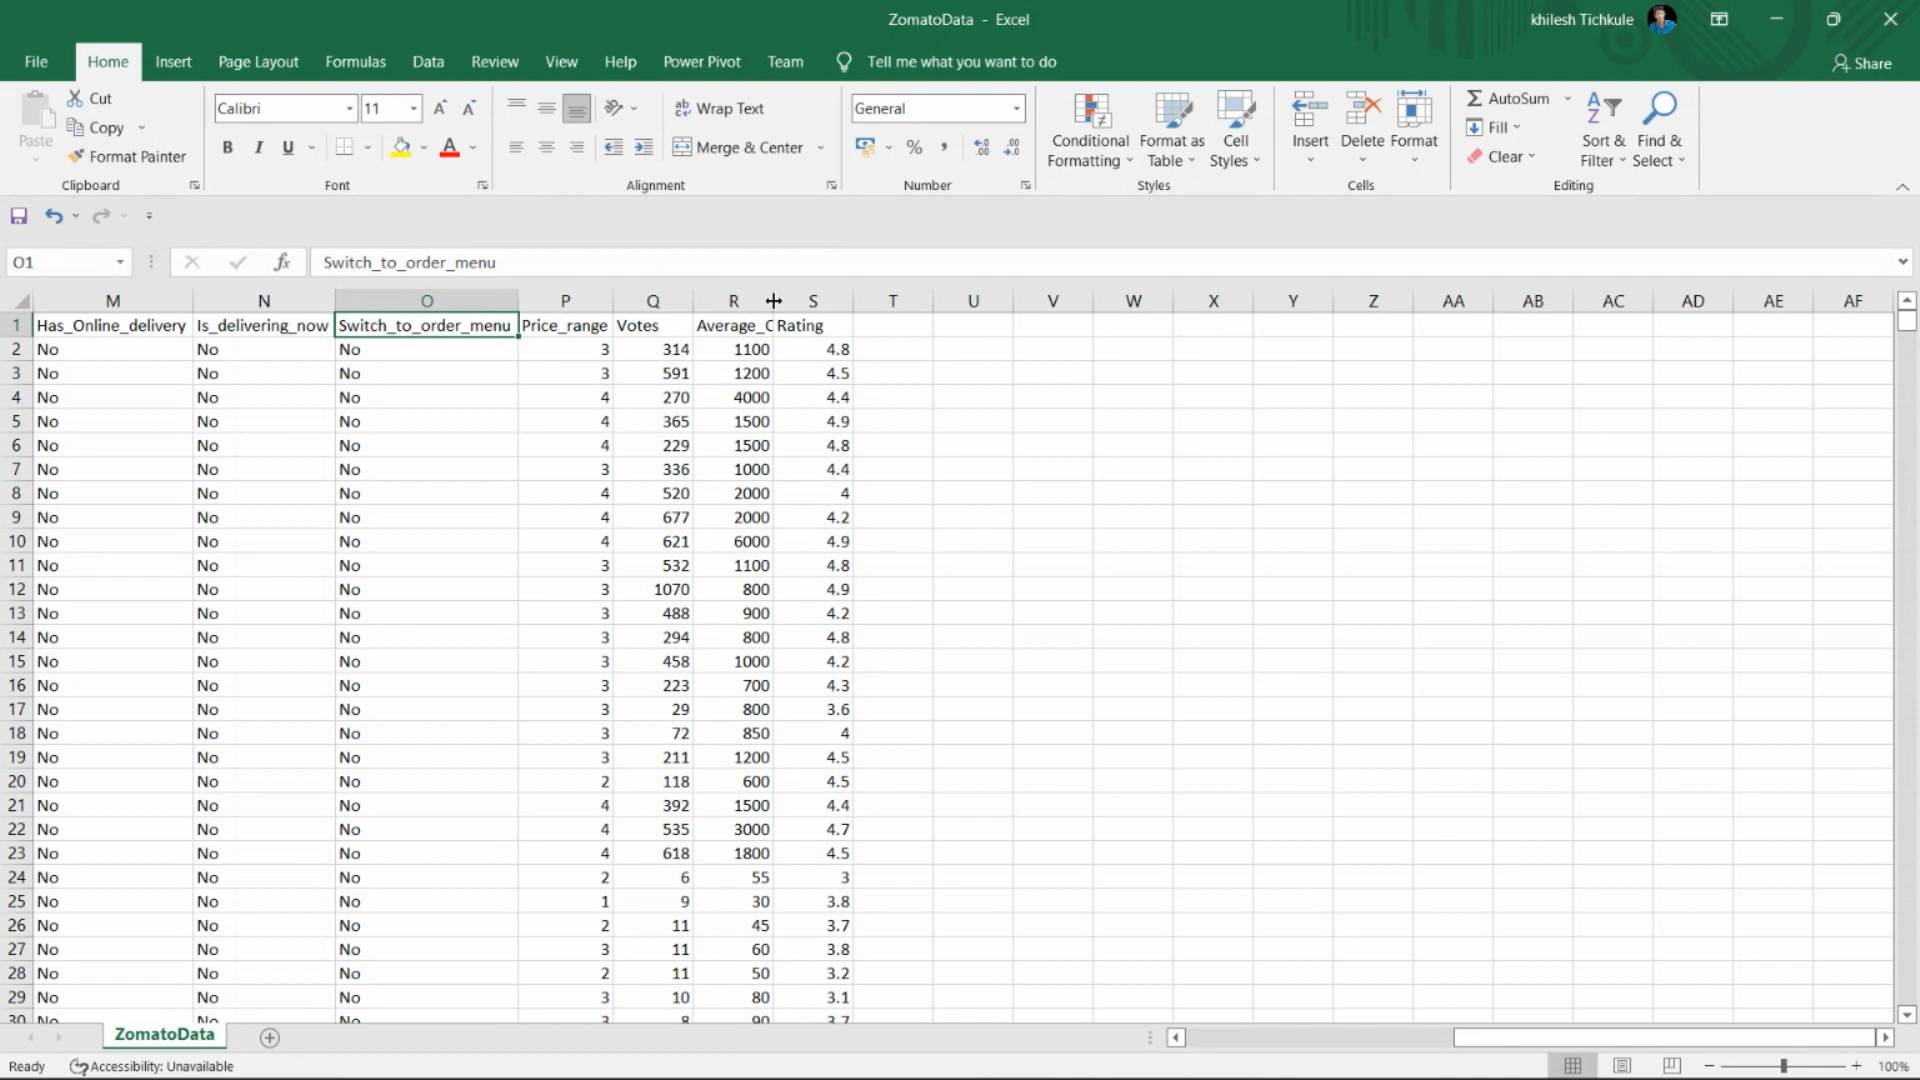 ZomatoData - Excel
khilesh Tichkule
File Home Insert Page Layout Formulas Data Review View Help Power Pivot Team Tell me what you want to do Share
Paste Cut Copy Format Painter Clipboard
Calibri 11 B I U A Font
Wrap Text Merge & Center Alignment
General % Number
Conditional Formatting Format as Table Cell Styles Styles
Insert Delete Format Cells
AutoSum Fill Clear Sort & Filter Find & Select Editing
O1 fx Switch_to_order_menu
M N O P Q R S T U V W X Y Z AA AB AC AD AE AF
1 Has_Online_delivery Is_delivering_now Switch_to_order_menu Price_range Votes Average_C Rating
2 No No No 3 314 1100 4.8
3 No No No 3 591 1200 4.5
4 No No No 4 270 4000 4.4
5 No No No 4 365 1500 4.9
6 No No No 4 229 1500 4.8
7 No No No 3 336 1000 4.4
8 No No No 4 520 2000 4
9 No No No 4 677 2000 4.2
10 No No No 4 621 6000 4.9
11 No No No 3 532 1100 4.8
12 No No No 3 1070 800 4.9
13 No No No 3 488 900 4.2
14 No No No 3 294 800 4.8
15 No No No 3 458 1000 4.2
16 No No No 3 223 700 4.3
17 No No No 3 29 800 3.6
18 No No No 3 72 850 4
19 No No No 3 211 1200 4.5
20 No No No 2 118 600 4.5
21 No No No 4 392 1500 4.4
22 No No No 4 535 3000 4.7
23 No No No 4 618 1800 4.5
24 No No No 2 6 55 3
25 No No No 1 9 30 3.8
26 No No No 2 11 45 3.7
27 No No No 3 11 60 3.8
28 No No No 2 11 50 3.2
29 No No No 3 10 80 3.1
30 No No No 3 8 90 3.7
ZomatoData
Ready Accessibility: Unavailable 100%